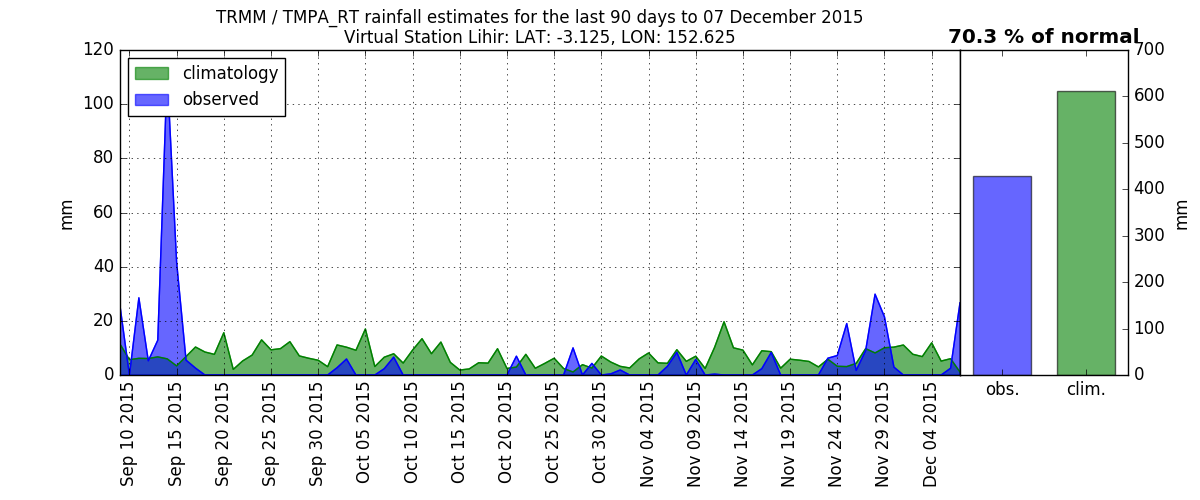 TRMM / TMPA_RT rainfall estimates for the last 90 days to 07 December 2015
Virtual Station Lihir: LAT: -3.125, LON: 152.625
70.3 % of normal
climatology
observed
120
100
80
60
40
20
0
mm
Sep 10 2015
Sep 15 2015
Sep 20 2015
Sep 25 2015
Sep 30 2015
Oct 05 2015
Oct 10 2015
Oct 15 2015
Oct 20 2015
Oct 25 2015
Oct 30 2015
Nov 04 2015
Nov 09 2015
Nov 14 2015
Nov 19 2015
Nov 24 2015
Nov 29 2015
Dec 04 2015
700
600
500
400
300
200
100
0
mm
obs.
clim.